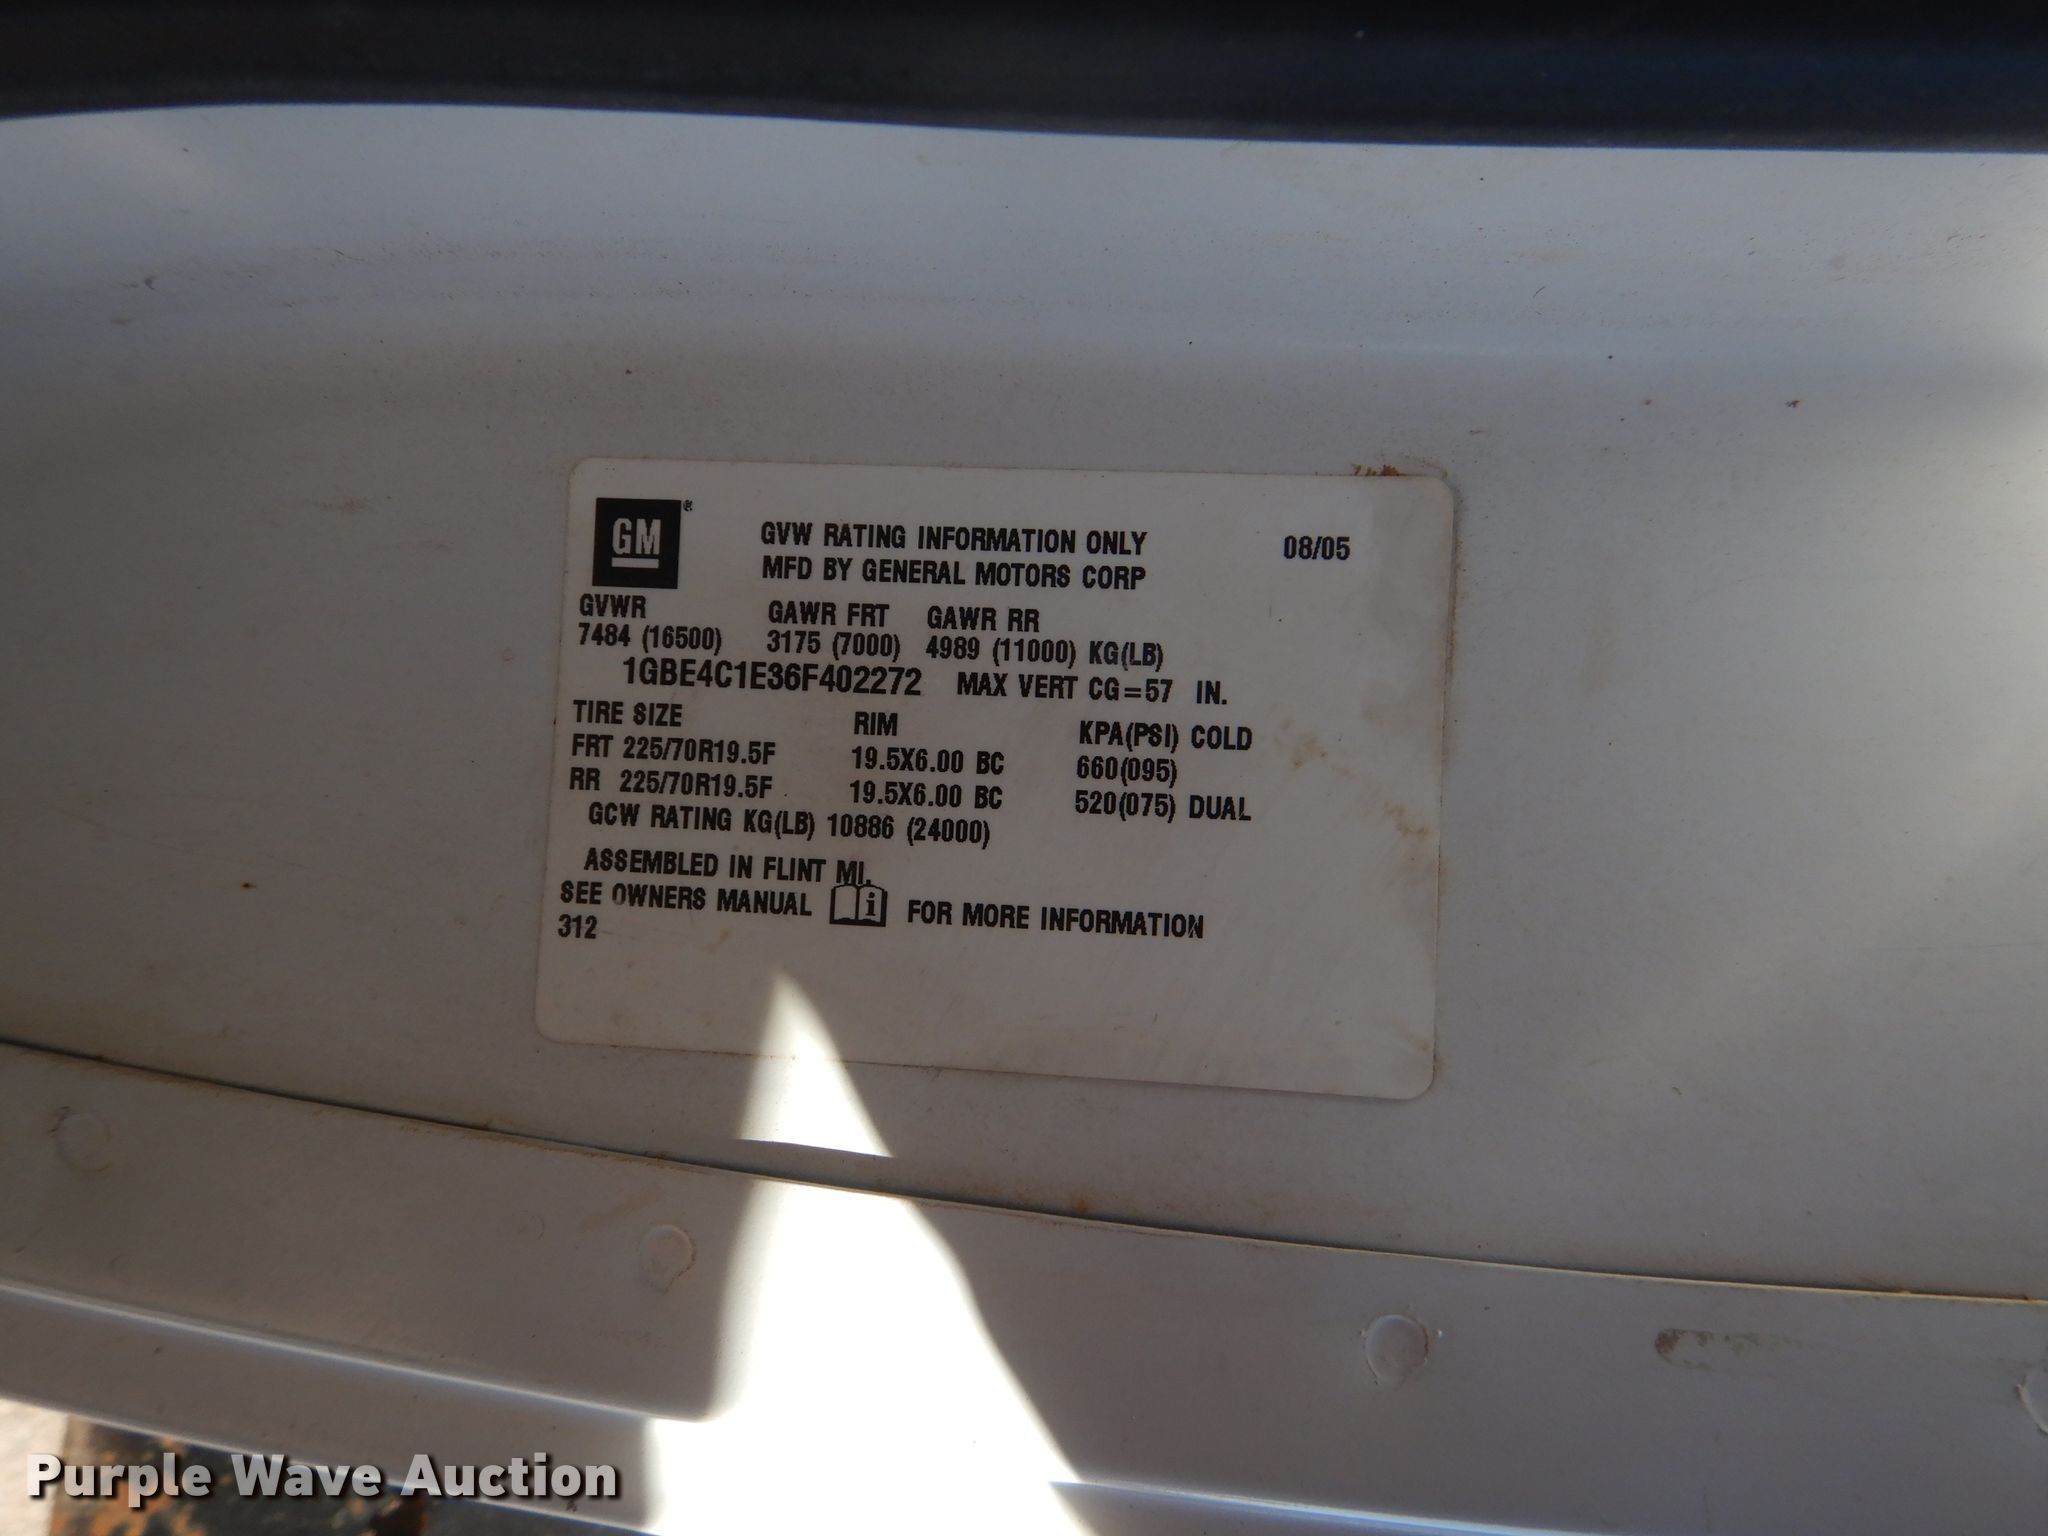 GM®
GVW RATING INFORMATION ONLY 08/05
MFD BY GENERAL MOTORS CORP
GVWR GAWR FRT GAWR RR
7484 (16500) 3175 (7000) 4989 (11000) KG(LB)
1GBE4C1E36F402272 MAX VERT CG=57 IN.
TIRE SIZE RIM KPA(PSI) COLD
FRT 225/70R19.5F 19.5X6.00 BC 660(095)
RR 225/70R19.5F 19.5X6.00 BC 520(075) DUAL
GCW RATING KG(LB) 10886 (24000)
ASSEMBLED IN FLINT MI.
SEE OWNERS MANUAL i FOR MORE INFORMATION
312
Purple Wave Auction